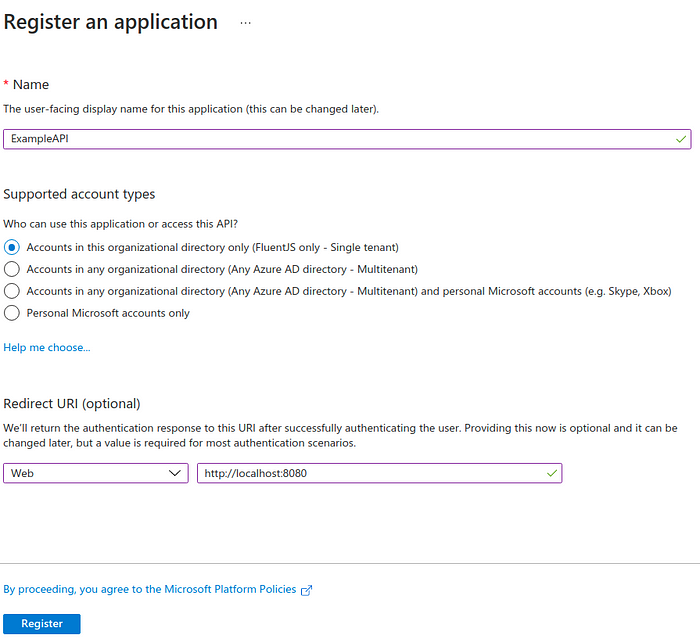 Register an application ...
* Name
The user-facing display name for this application (this can be changed later).
ExampleAPI
Supported account types
Who can use this application or access this API?
Accounts in this organizational directory only (FluentJS only - Single tenant)
Accounts in any organizational directory (Any Azure AD directory - Multitenant)
Accounts in any organizational directory (Any Azure AD directory - Multitenant) and personal Microsoft accounts (e.g. Skype, Xbox)
Personal Microsoft accounts only
Help me choose...
Redirect URI (optional)
We'll return the authentication response to this URI after successfully authenticating the user. Providing this now is optional and it can be
changed later, but a value is required for most authentication scenarios.
Web http://localhost:8080
By proceeding, you agree to the Microsoft Platform Policies
Register